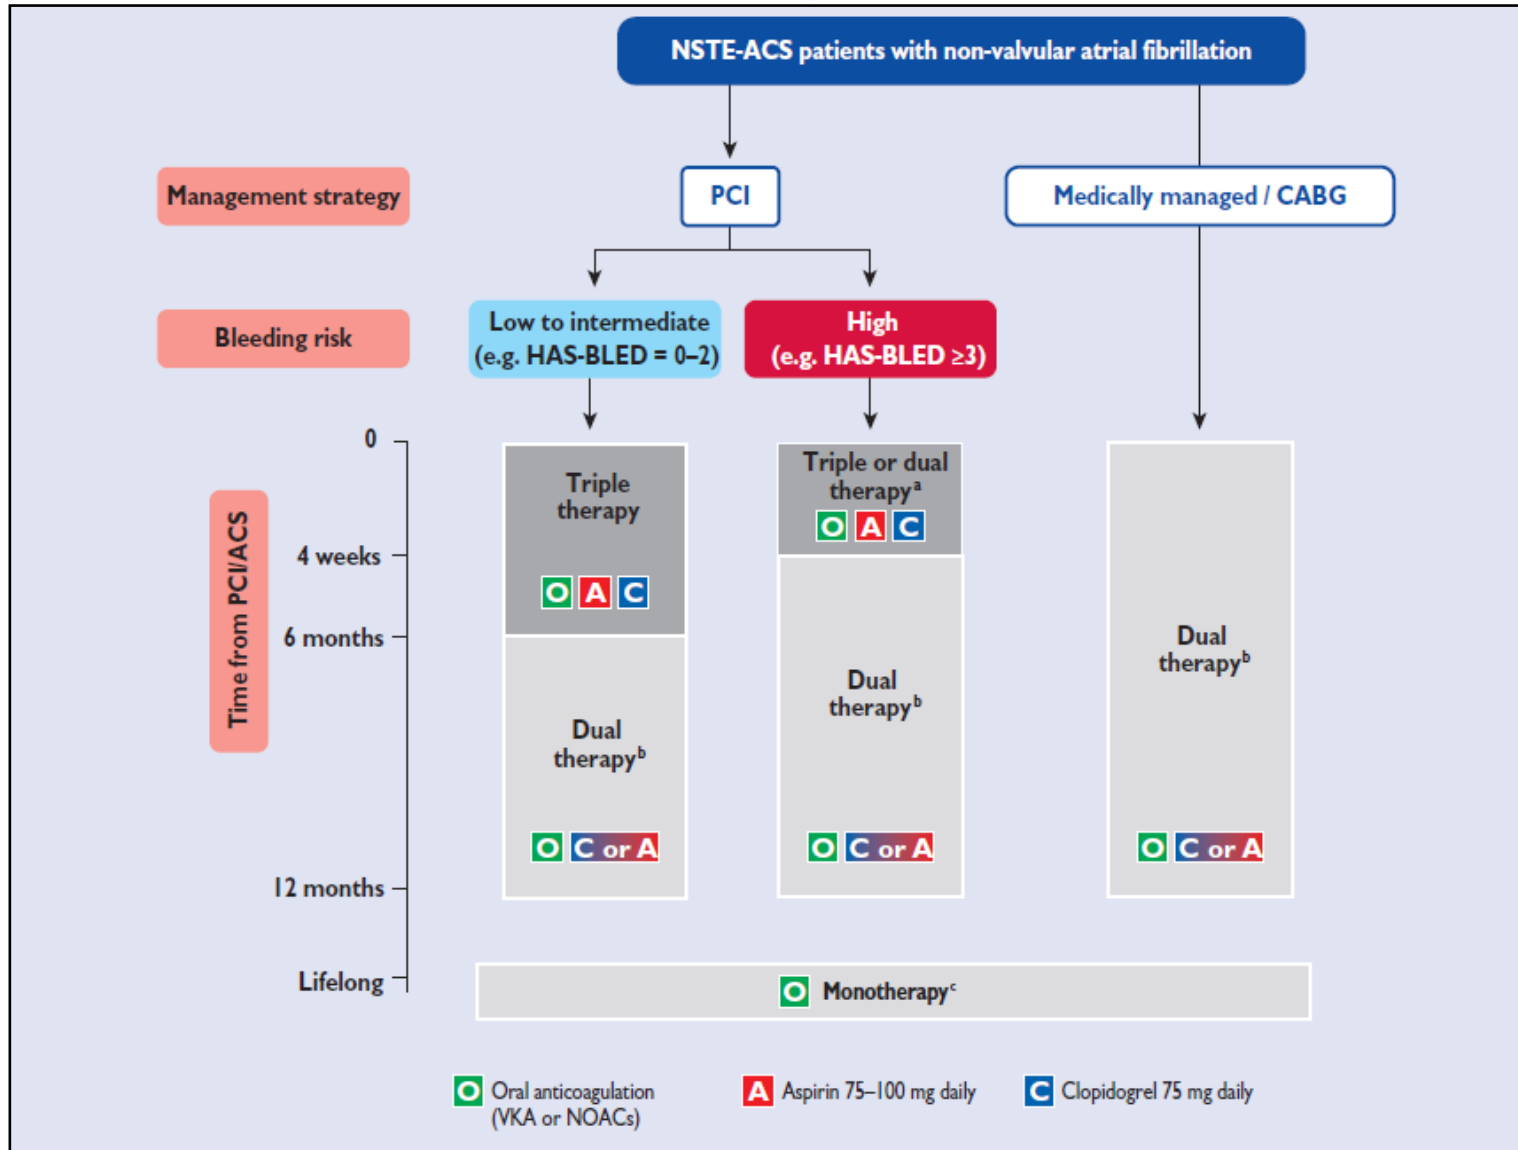 NSTE-ACS patients with non-valvular atrial fibrillation
Management strategy
PCI
Medically managed / CABG
Bleeding risk
Low to intermediate
(e.g. HAS-BLED = 0–2)
High
(e.g. HAS-BLED ≥3)
Time from PCI/ACS
0
4 weeks
6 months
12 months
Lifelong
Triple
therapy
O A C
Dual
therapyᵇ
O C or A
Triple or dual
therapyᵃ
O A C
Dual
therapyᵇ
O C or A
Dual
therapyᵇ
O C or A
O Monotherapyᶜ
O Oral anticoagulation
(VKA or NOACs)
A Aspirin 75–100 mg daily
C Clopidogrel 75 mg daily